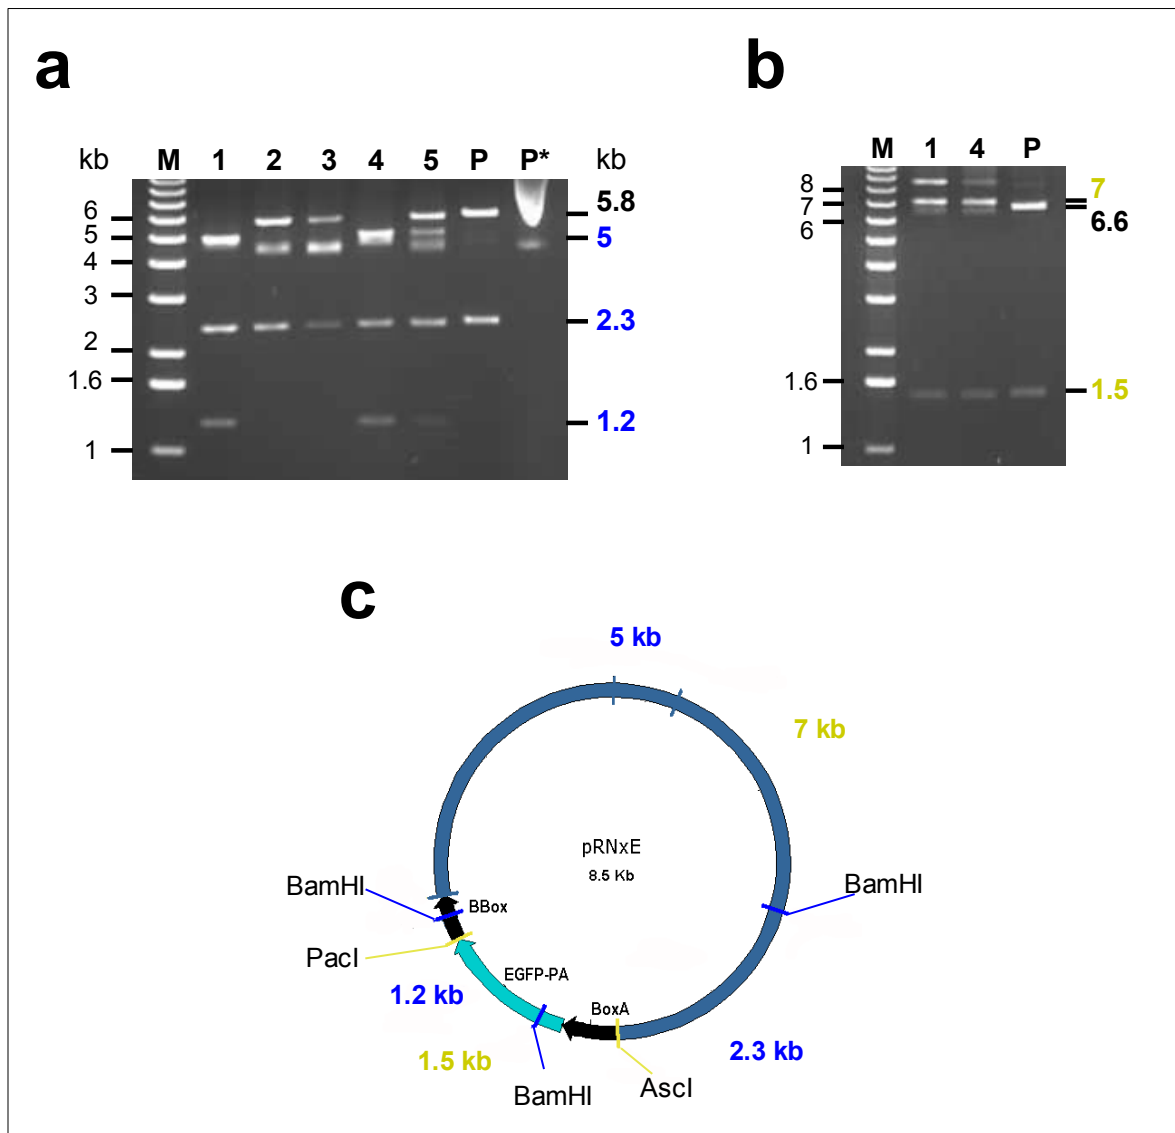 a
kb M 1 2 3 4 5 P P* kb
6
5
4
3
2
1.6
1
5.8
5
2.3
1.2
b
M 1 4 P
8
7
6
1.6
1
7
6.6
1.5
c
5 kb
7 kb
pRNxE
8.5 Kb
BamHI
BamHI
BBox
PacI
EGFP-PA
1.2 kb
BoxA
1.5 kb
2.3 kb
BamHI
AscI